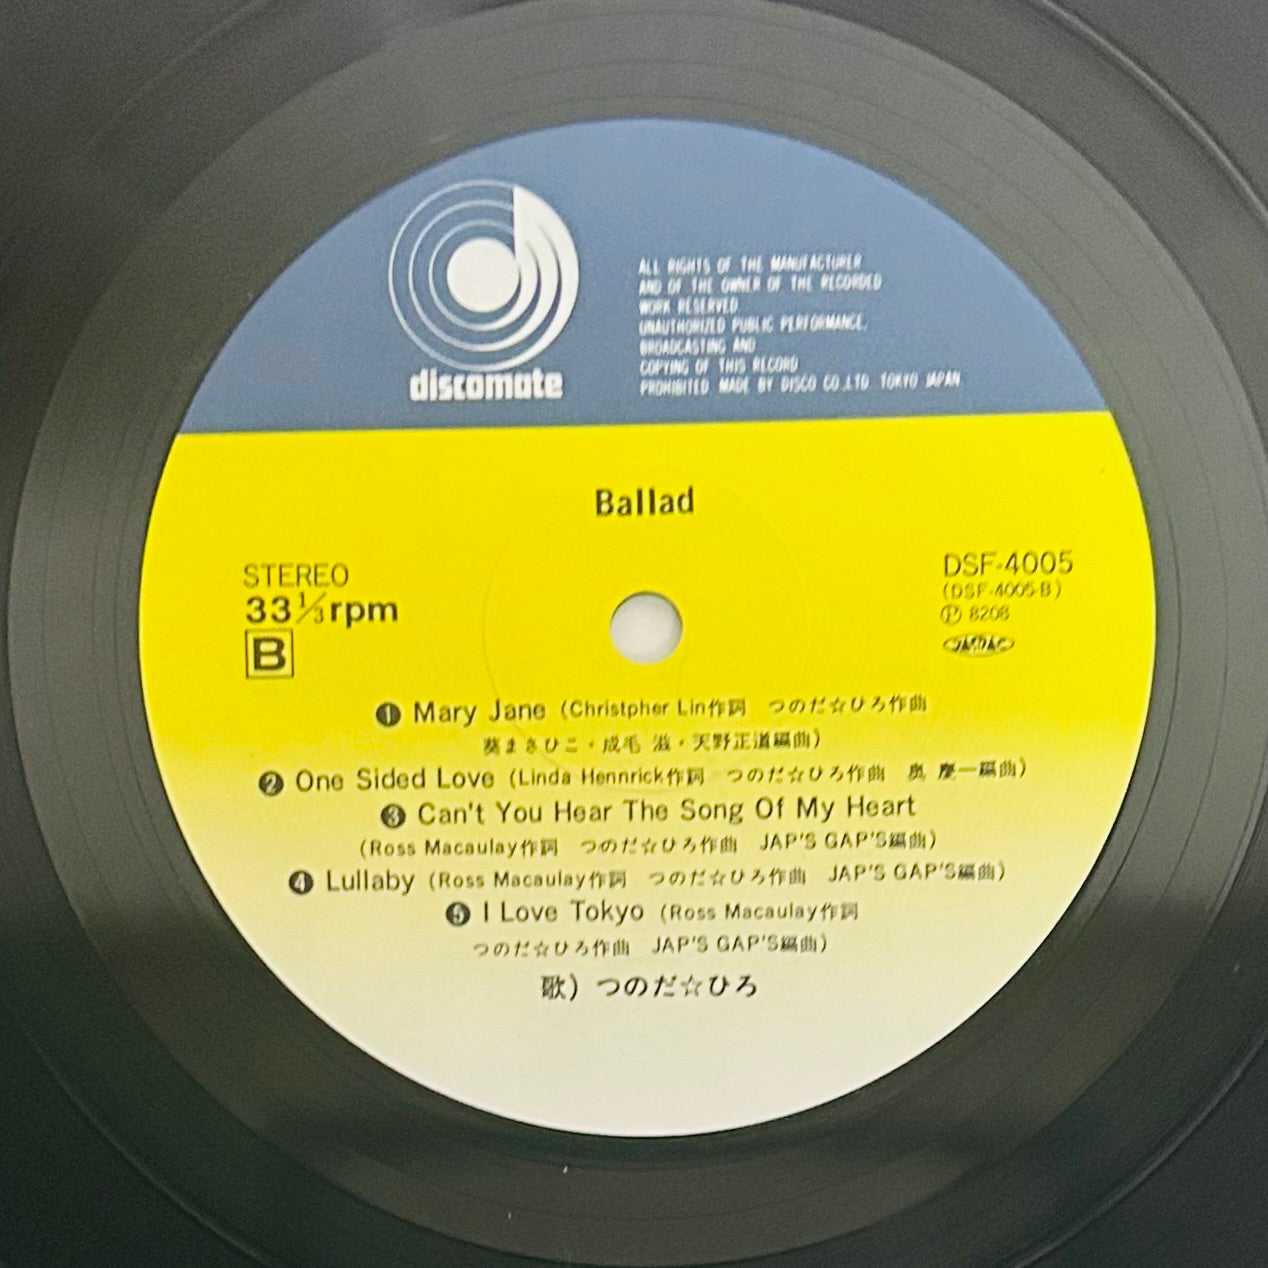 discomate
ALL RIGHTS OF THE MANUFACTURER
AND OF THE OWNER OF THE RECORDED
WORK RESERVED
UNAUTHORIZED PUBLIC PERFORMANCE,
BROADCASTING AND
COPYING OF THIS RECORD
PROHIBITED. MADE BY DISCO CO.,LTD. TOKYO JAPAN.
Ballad
STEREO
33 1/3 rpm
B
DSF-4005
(DSF-4005-B)
Ⓟ 8208
❶ Mary Jane (Christpher Lin作詞 つのだ☆ひろ作曲
葵まさひこ・成毛 滋・天野正道編曲)
❷ One Sided Love (Linda Hennrick作詞 つのだ☆ひろ作曲 奥 慶一編曲)
❸ Can't You Hear The Song Of My Heart
(Ross Macaulay作詞 つのだ☆ひろ作曲 JAP'S GAP'S編曲)
❹ Lullaby (Ross Macaulay作詞 つのだ☆ひろ作曲 JAP'S GAP'S編曲)
❺ I Love Tokyo (Ross Macaulay作詞
つのだ☆ひろ作曲 JAP'S GAP'S編曲)
歌) つのだ☆ひろ